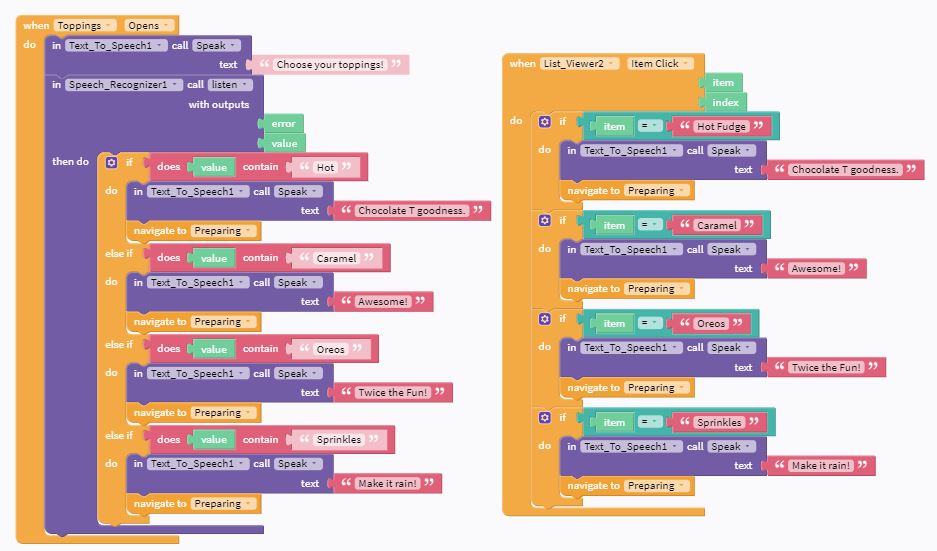 when Toppings Opens
do in Text_To_Speech1 call Speak
text “ Choose your toppings! ”
in Speech_Recognizer1 call listen
with outputs
error
value
then do if does value contain “ Hot ”
do in Text_To_Speech1 call Speak
text “ Chocolate T goodness. ”
navigate to Preparing
else if does value contain “ Caramel ”
do in Text_To_Speech1 call Speak
text “ Awesome! ”
navigate to Preparing
else if does value contain “ Oreos ”
do in Text_To_Speech1 call Speak
text “ Twice the Fun! ”
navigate to Preparing
else if does value contain “ Sprinkles ”
do in Text_To_Speech1 call Speak
text “ Make it rain! ”
navigate to Preparing
when List_Viewer2 Item Click
item
index
do if item = “ Hot Fudge ”
do in Text_To_Speech1 call Speak
text “ Chocolate T goodness. ”
navigate to Preparing
if item = “ Caramel ”
do in Text_To_Speech1 call Speak
text “ Awesome! ”
navigate to Preparing
if item = “ Oreos ”
do in Text_To_Speech1 call Speak
text “ Twice the Fun! ”
navigate to Preparing
if item = “ Sprinkles ”
do in Text_To_Speech1 call Speak
text “ Make it rain! ”
navigate to Preparing